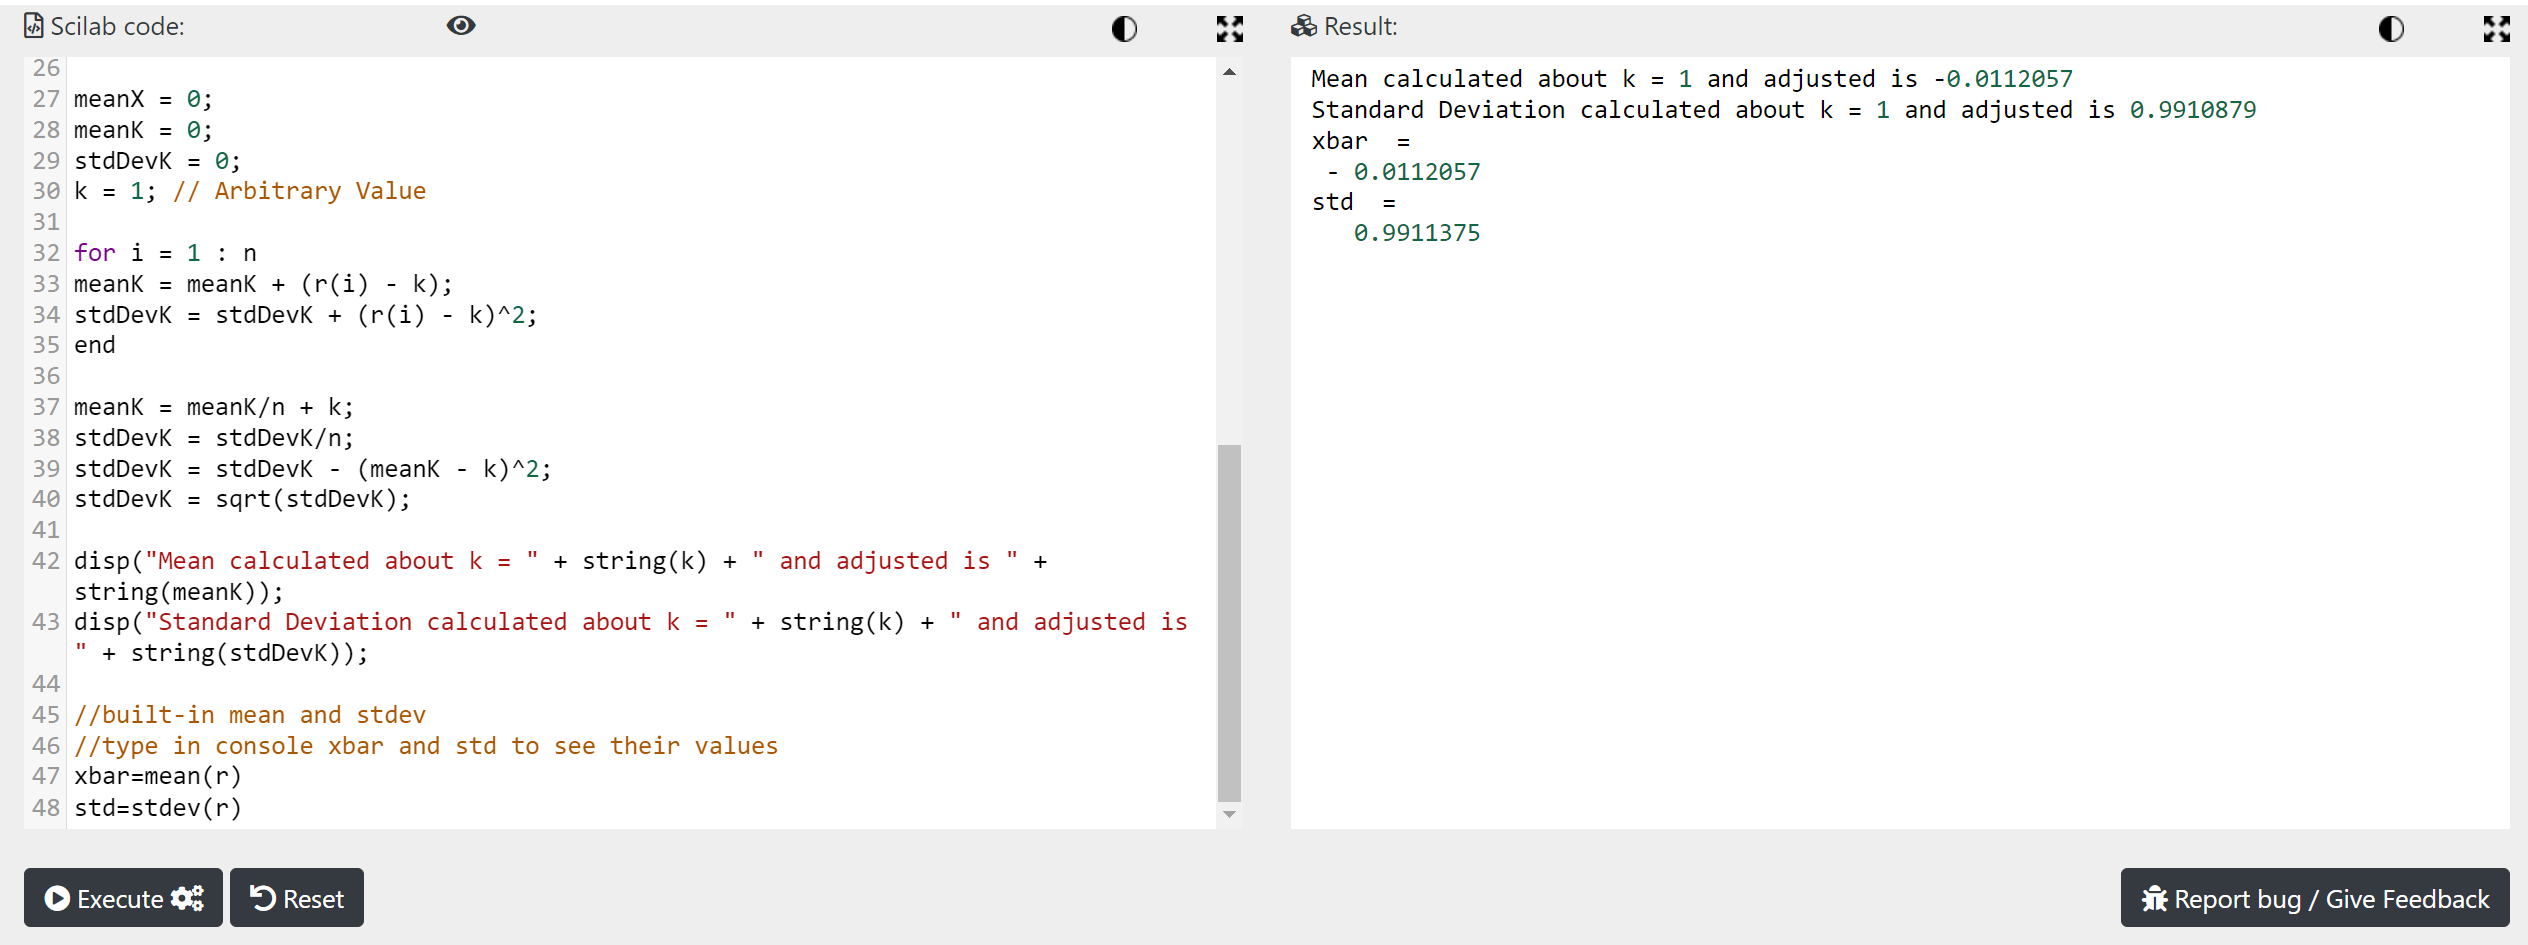 Scilab code:
26
27 meanX = 0;
28 meanK = 0;
29 stdDevK = 0;
30 k = 1; // Arbitrary Value
31
32 for i = 1 : n
33 meanK = meanK + (r(i) - k);
34 stdDevK = stdDevK + (r(i) - k)^2;
35 end
36
37 meanK = meanK/n + k;
38 stdDevK = stdDevK/n;
39 stdDevK = stdDevK - (meanK - k)^2;
40 stdDevK = sqrt(stdDevK);
41
42 disp("Mean calculated about k = " + string(k) + " and adjusted is " +
string(meanK));
43 disp("Standard Deviation calculated about k = " + string(k) + " and adjusted is
" + string(stdDevK));
44
45 //built-in mean and stdev
46 //type in console xbar and std to see their values
47 xbar=mean(r)
48 std=stdev(r)
Result:
Mean calculated about k = 1 and adjusted is -0.0112057
Standard Deviation calculated about k = 1 and adjusted is 0.9910879
xbar  =
 - 0.0112057
std  =
   0.9911375
Execute
Reset
Report bug / Give Feedback